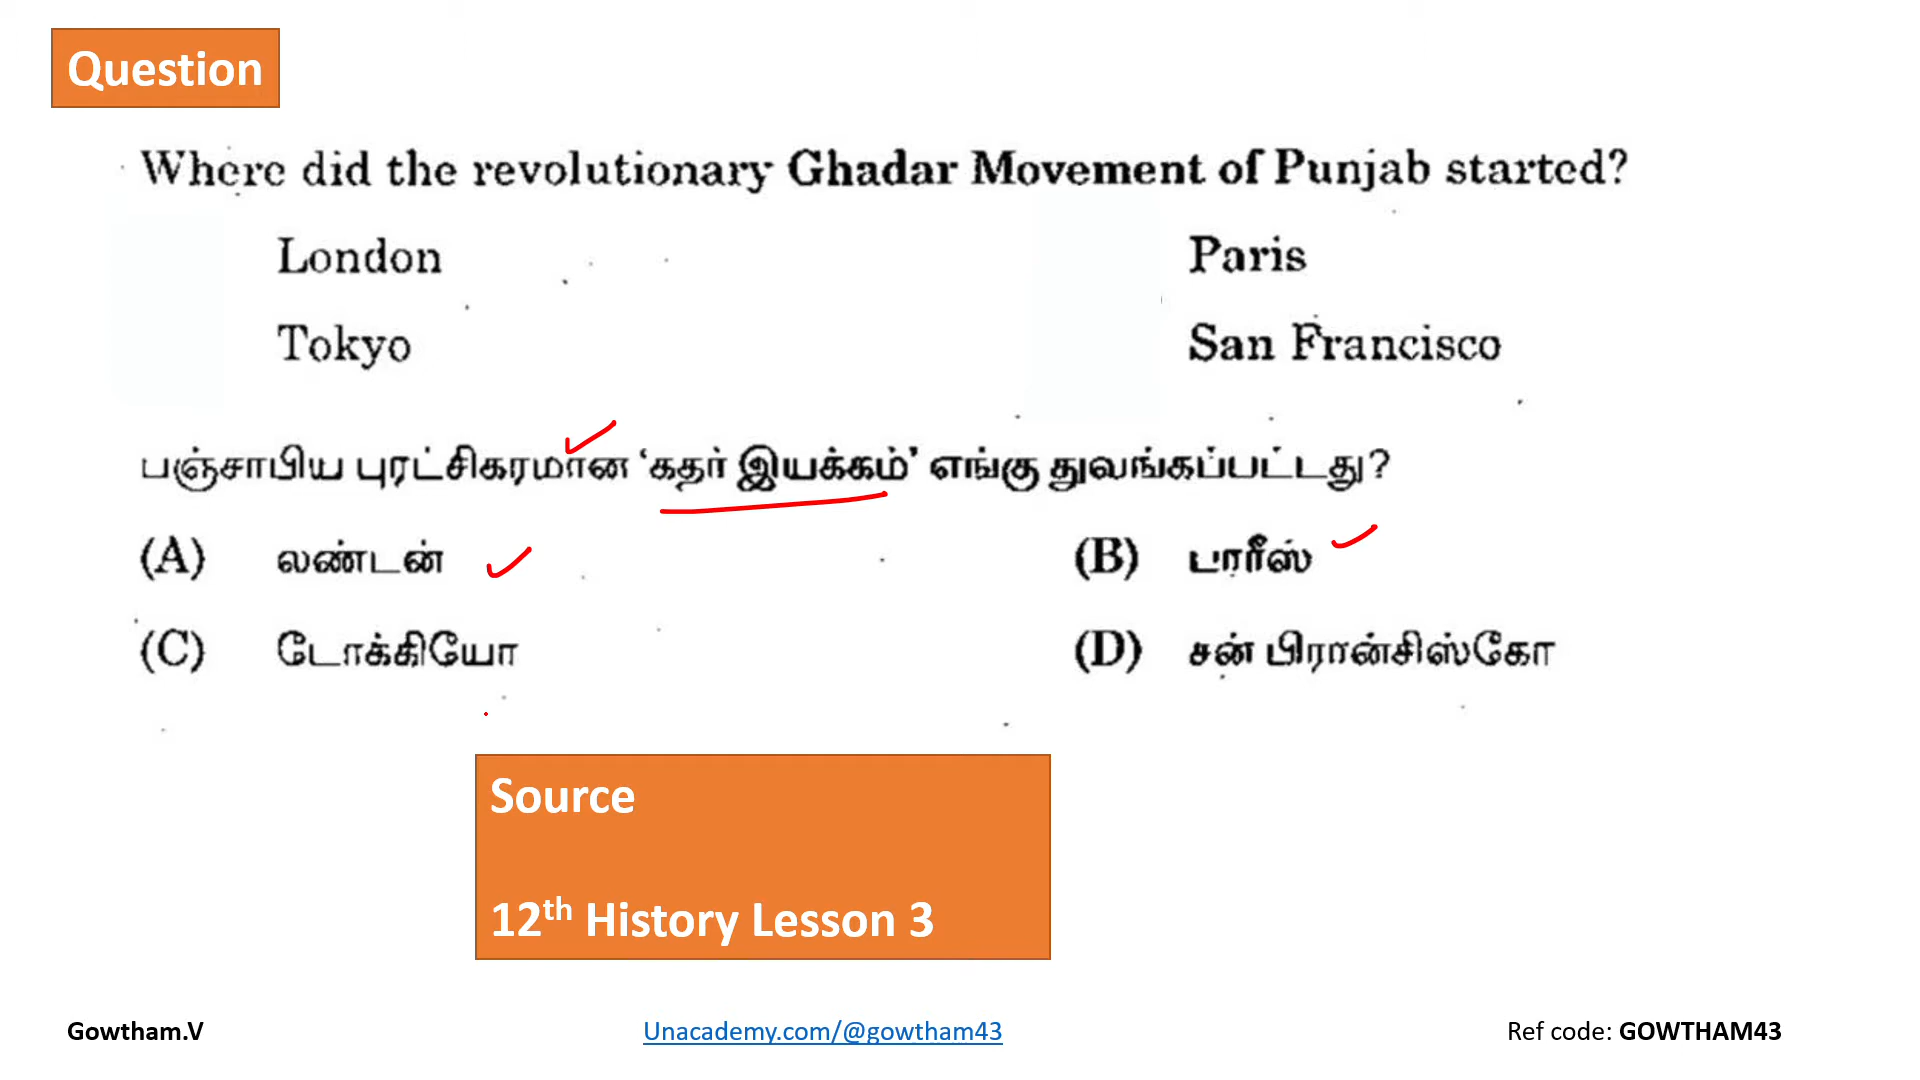 Question
Where did the revolutionary Ghadar Movement of Punjab started?
London Paris
Tokyo San Francisco
பஞ்சாபிய புரட்சிகரமான ‘கதர் இயக்கம்’ எங்கு துவங்கப்பட்டது?
(A) லண்டன் (B) பாரீஸ்
(C) டோக்கியோ (D) சன் பிரான்சிஸ்கோ
Source
12th History Lesson 3
Gowtham.V Unacademy.com/@gowtham43 Ref code: GOWTHAM43